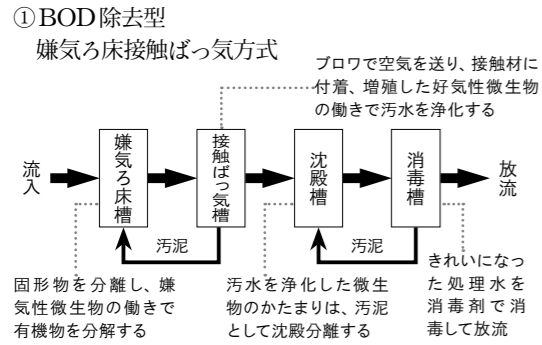 ①BOD除去型
嫌気ろ床接触ばっ気方式
ブロワで空気を送り、接触材に
付着、増殖した好気性微生物
の働きで汚水を浄化する
流入
嫌気ろ床槽
接触ばっ気槽
沈殿槽
消毒槽
放流
汚泥
汚泥
固形物を分離し、嫌
気性微生物の働きで
有機物を分解する
汚水を浄化した微生
物のかたまりは、汚泥
として沈殿分離する
きれいになっ
た処理水を
消毒剤で消
毒して放流